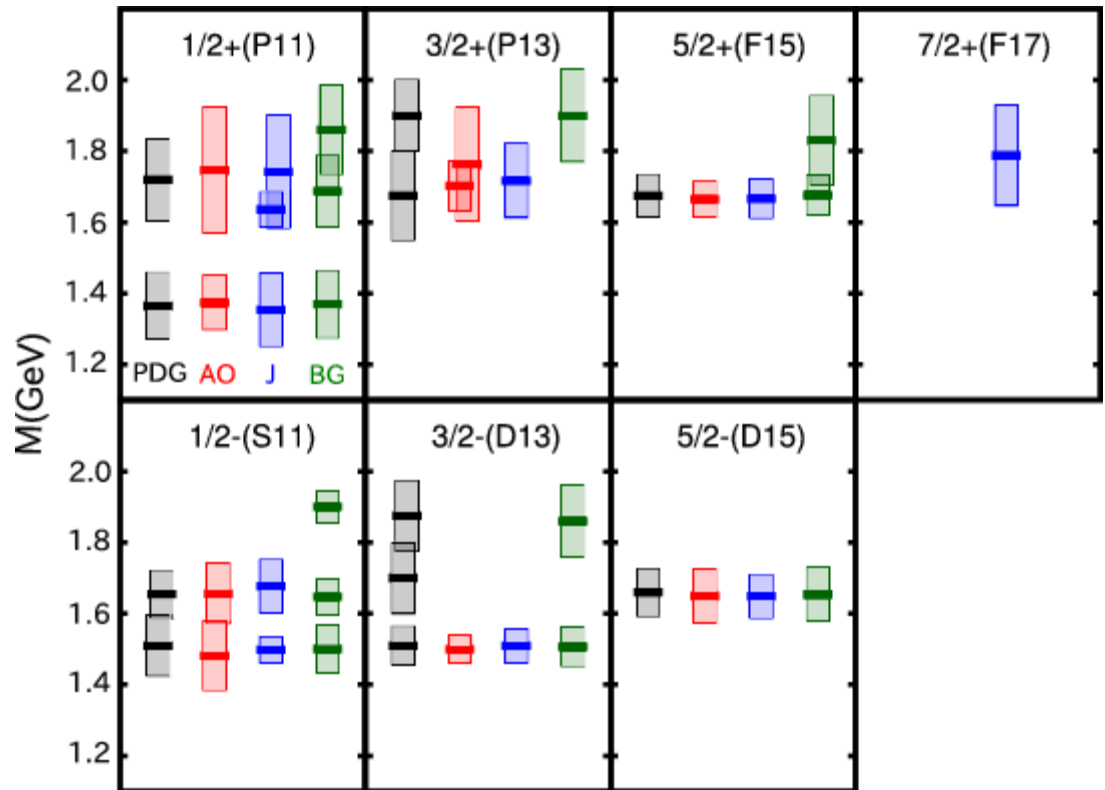 1/2+(P11) 3/2+(P13) 5/2+(F15) 7/2+(F17)
2.0
1.8
1.6
1.4
1.2
PDG AO J BG
M(GeV)
1/2-(S11) 3/2-(D13) 5/2-(D15)
2.0
1.8
1.6
1.4
1.2